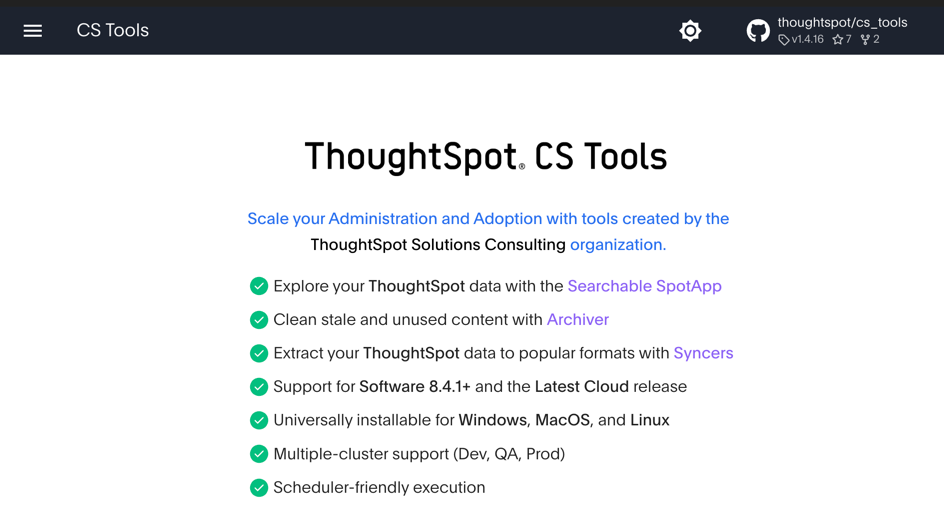 CS Tools
thoughtspot/cs_tools
v1.4.16 7 2
ThoughtSpot® CS Tools
Scale your Administration and Adoption with tools created by the
ThoughtSpot Solutions Consulting organization.
Explore your ThoughtSpot data with the Searchable SpotApp
Clean stale and unused content with Archiver
Extract your ThoughtSpot data to popular formats with Syncers
Support for Software 8.4.1+ and the Latest Cloud release
Universally installable for Windows, MacOS, and Linux
Multiple-cluster support (Dev, QA, Prod)
Scheduler-friendly execution